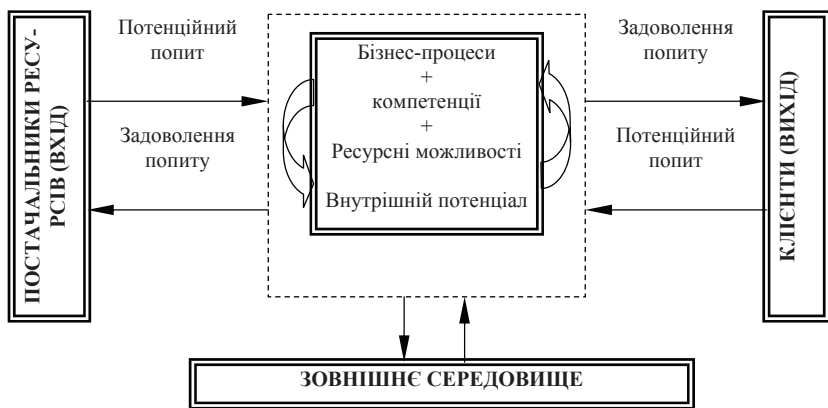 ПОСТАЧАЛЬНИКИ РЕСУ-
РСІВ (ВХІД)
Потенційний
попит
Задоволення
попиту
Бізнес-процеси
+
компетенції
+
Ресурсні можливості
Внутрішній потенціал
Задоволення
попиту
Потенційний
попит
КЛІЄНТИ (ВИХІД)
ЗОВНІШНЄ СЕРЕДОВИЩЕ